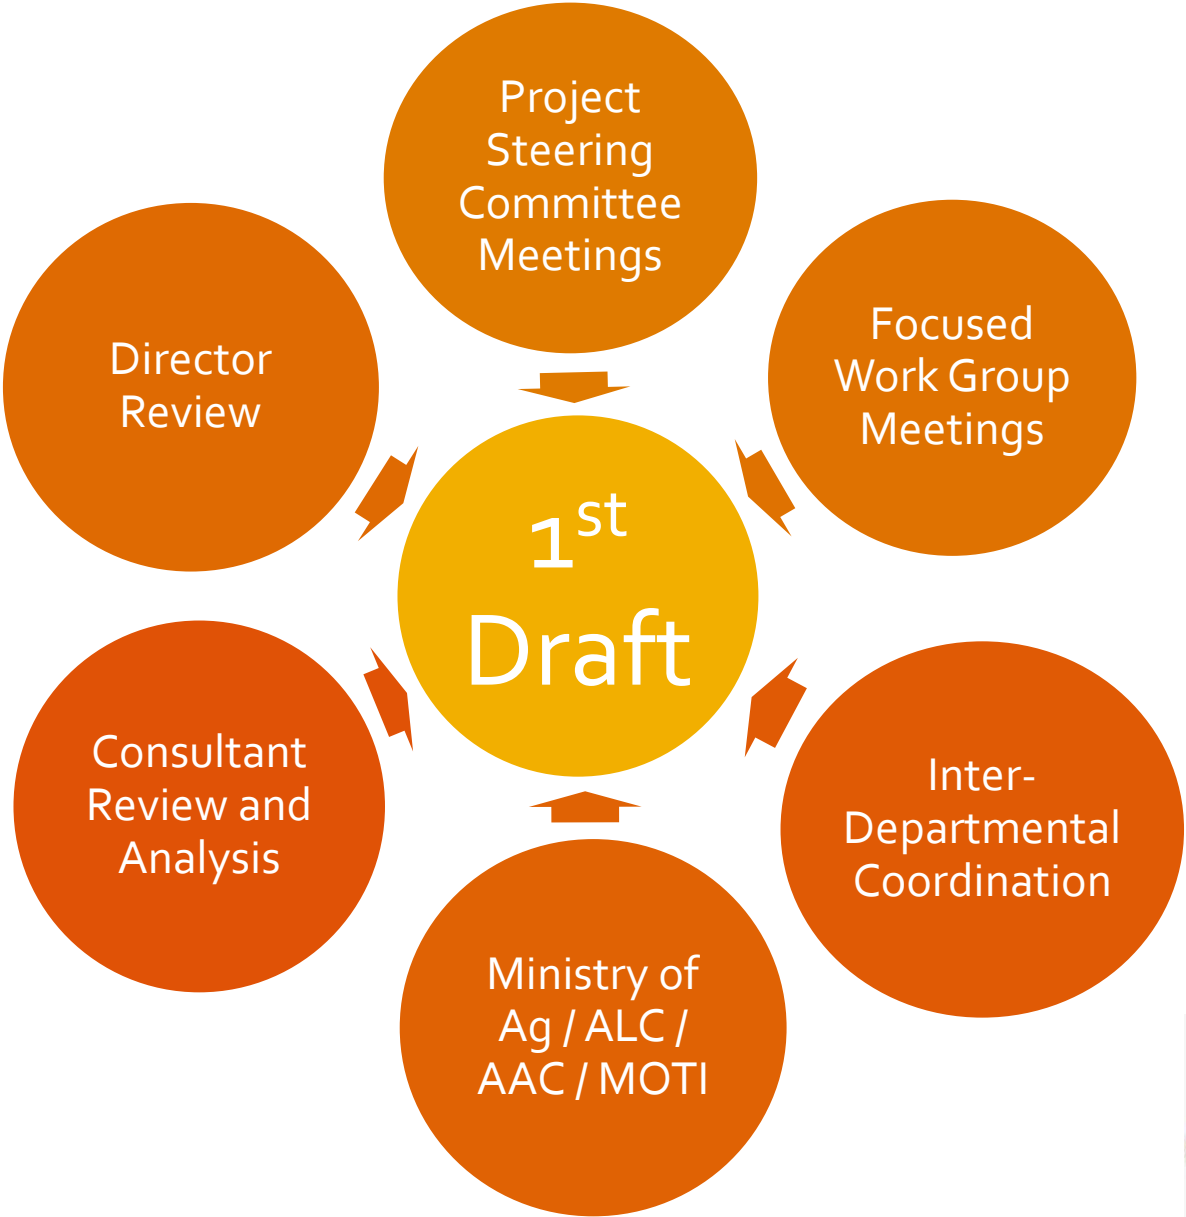 Project
Steering
Committee
Meetings
Focused
Work Group
Meetings
Inter-
Departmental
Coordination
Ministry of
Ag / ALC /
AAC / MOTI
Consultant
Review and
Analysis
Director
Review
1st
Draft